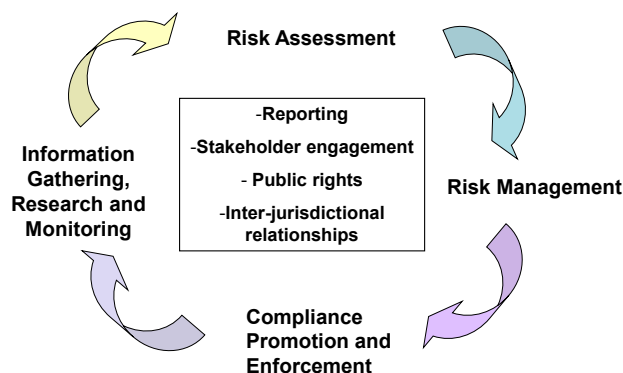 Risk Assessment
-Reporting
-Stakeholder engagement
- Public rights
-Inter-jurisdictional
relationships
Information
Gathering,
Research and
Monitoring
Risk Management
Compliance
Promotion and
Enforcement